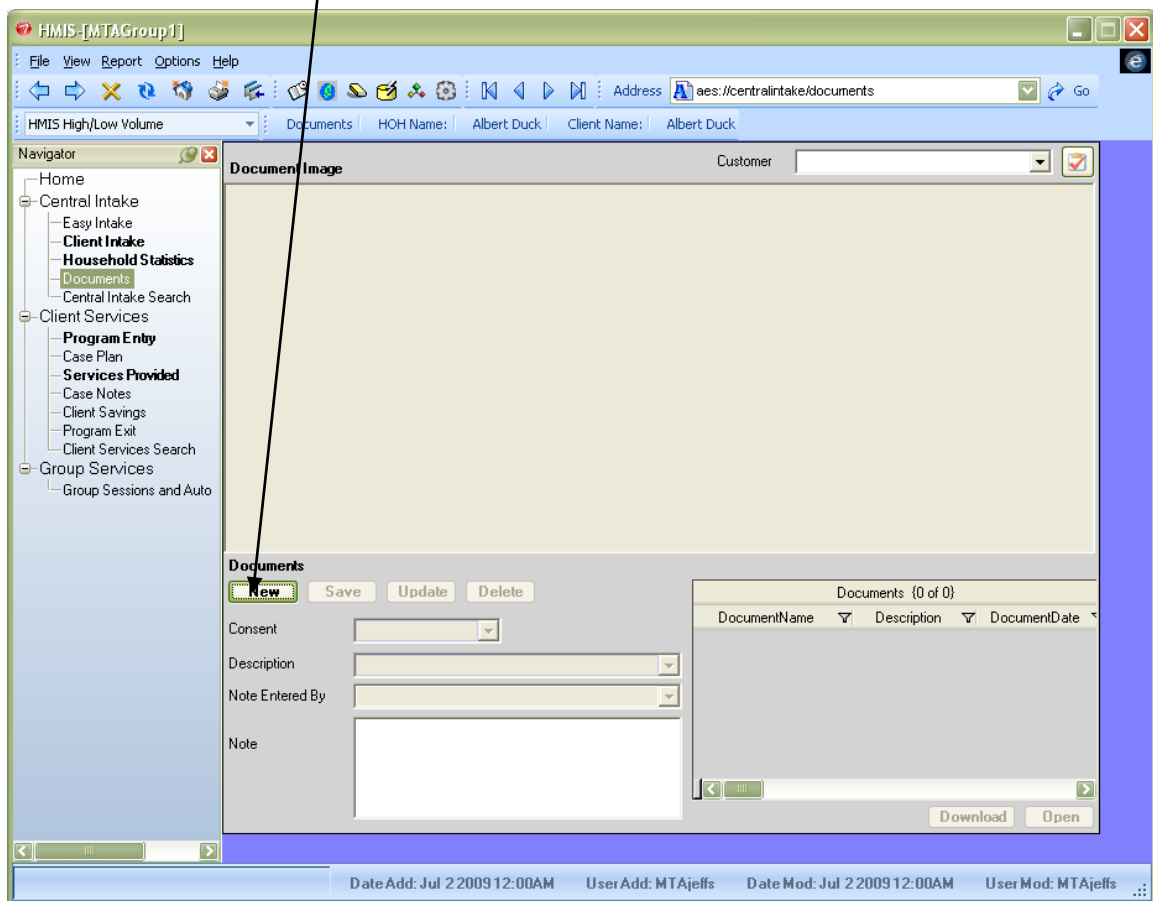 HMIS-[MTAGroup1]
File View Report Options Help
Address aes://centralintake/documents Go
HMIS High/Low Volume Documents HOH Name: Albert Duck Client Name: Albert Duck
Navigator
Home
Central Intake
Easy Intake
Client Intake
Household Statistics
Documents
Central Intake Search
Client Services
Program Entry
Case Plan
Services Provided
Case Notes
Client Savings
Program Exit
Client Services Search
Group Services
Group Sessions and Auto
Document Image Customer
Documents
New Save Update Delete
Consent
Description
Note Entered By
Note
Documents {0 of 0}
DocumentName Description DocumentDate
Download Open
Date Add: Jul 2 2009 12:00AM User Add: MTAjeffs Date Mod: Jul 2 2009 12:00AM User Mod: MTAjeffs